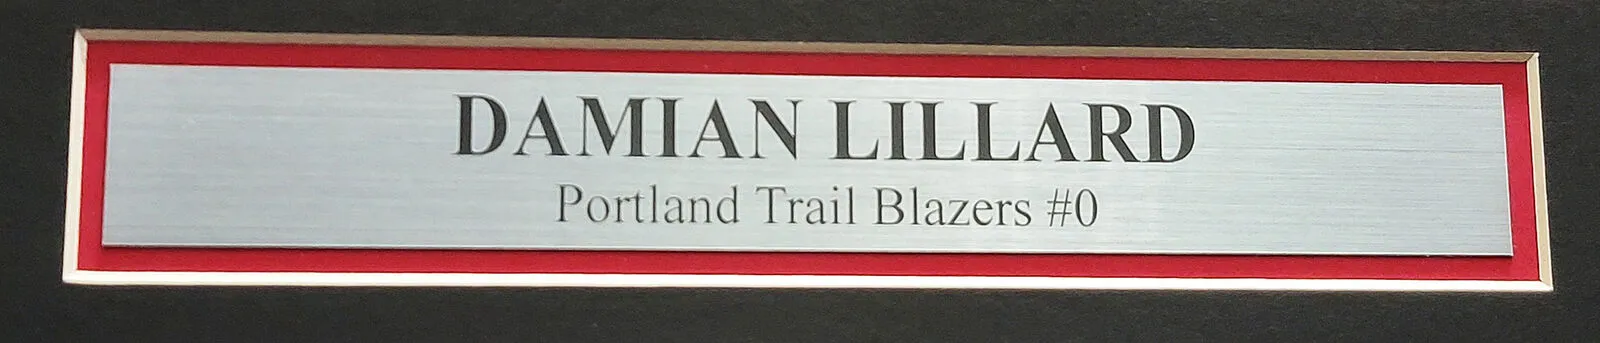 DAMIAN LILLARD
Portland Trail Blazers #0